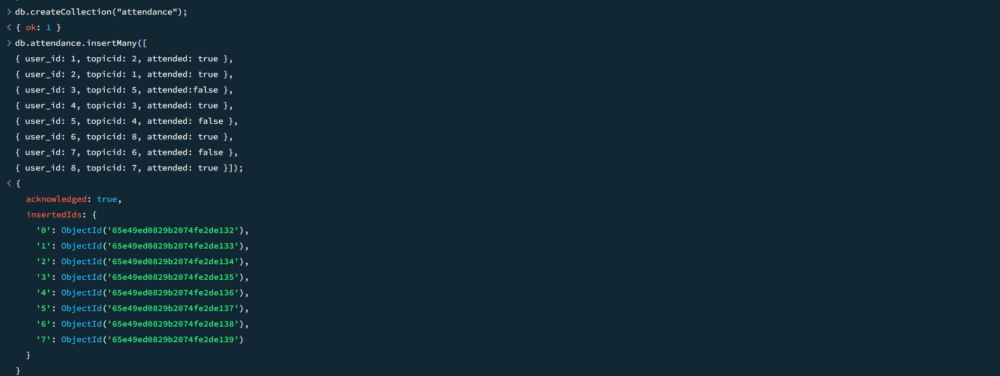 > db.createCollection("attendance");
< { ok: 1 }
> db.attendance.insertMany([
{ user_id: 1, topicid: 2, attended: true },
{ user_id: 2, topicid: 1, attended: true },
{ user_id: 3, topicid: 5, attended:false },
{ user_id: 4, topicid: 3, attended: true },
{ user_id: 5, topicid: 4, attended: false },
{ user_id: 6, topicid: 8, attended: true },
{ user_id: 7, topicid: 6, attended: false },
{ user_id: 8, topicid: 7, attended: true }]);
< {
acknowledged: true,
insertedIds: {
'0': ObjectId('65e49ed0829b2074fe2de132'),
'1': ObjectId('65e49ed0829b2074fe2de133'),
'2': ObjectId('65e49ed0829b2074fe2de134'),
'3': ObjectId('65e49ed0829b2074fe2de135'),
'4': ObjectId('65e49ed0829b2074fe2de136'),
'5': ObjectId('65e49ed0829b2074fe2de137'),
'6': ObjectId('65e49ed0829b2074fe2de138'),
'7': ObjectId('65e49ed0829b2074fe2de139')
}
}